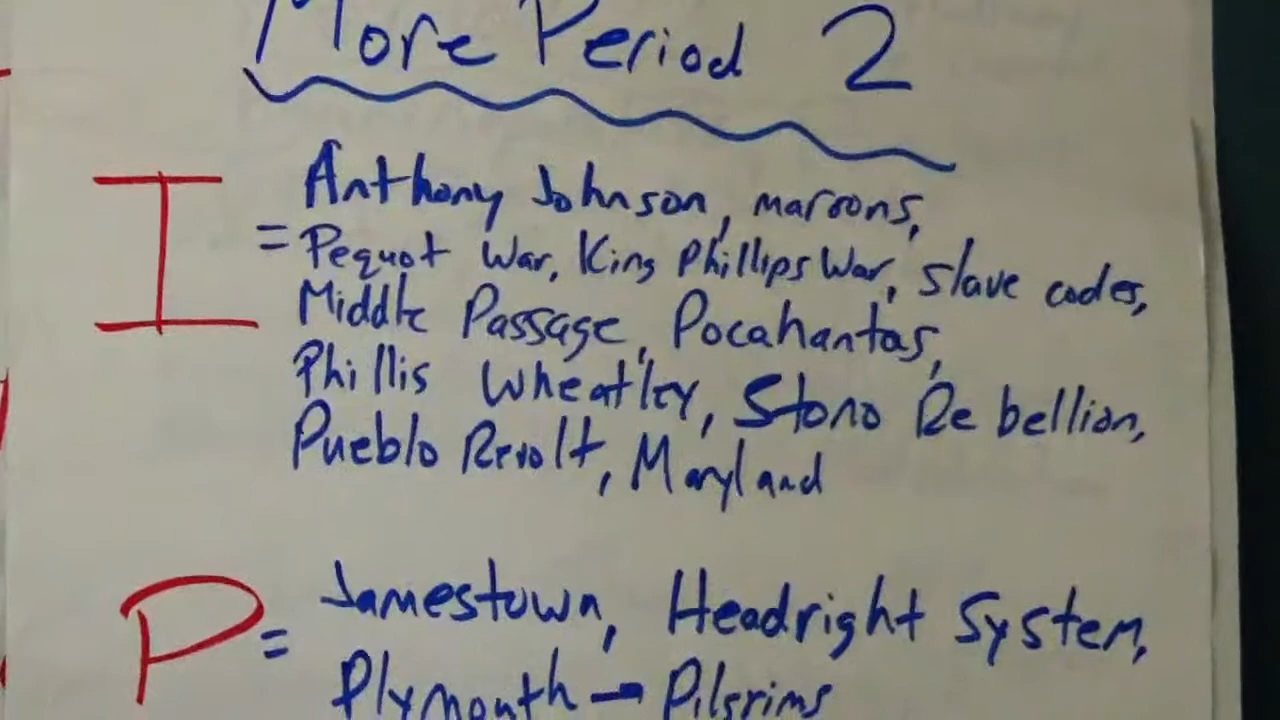 More Period 2
I = Anthony Johnson, maroons,
Pequot War, King Phillips War, slave codes,
Middle Passage, Pocahantas,
Phillis Wheatley, Stono Rebellion,
Pueblo Revolt, Maryland
P = Jamestown, Headright System,
Plymouth → Pilgrims